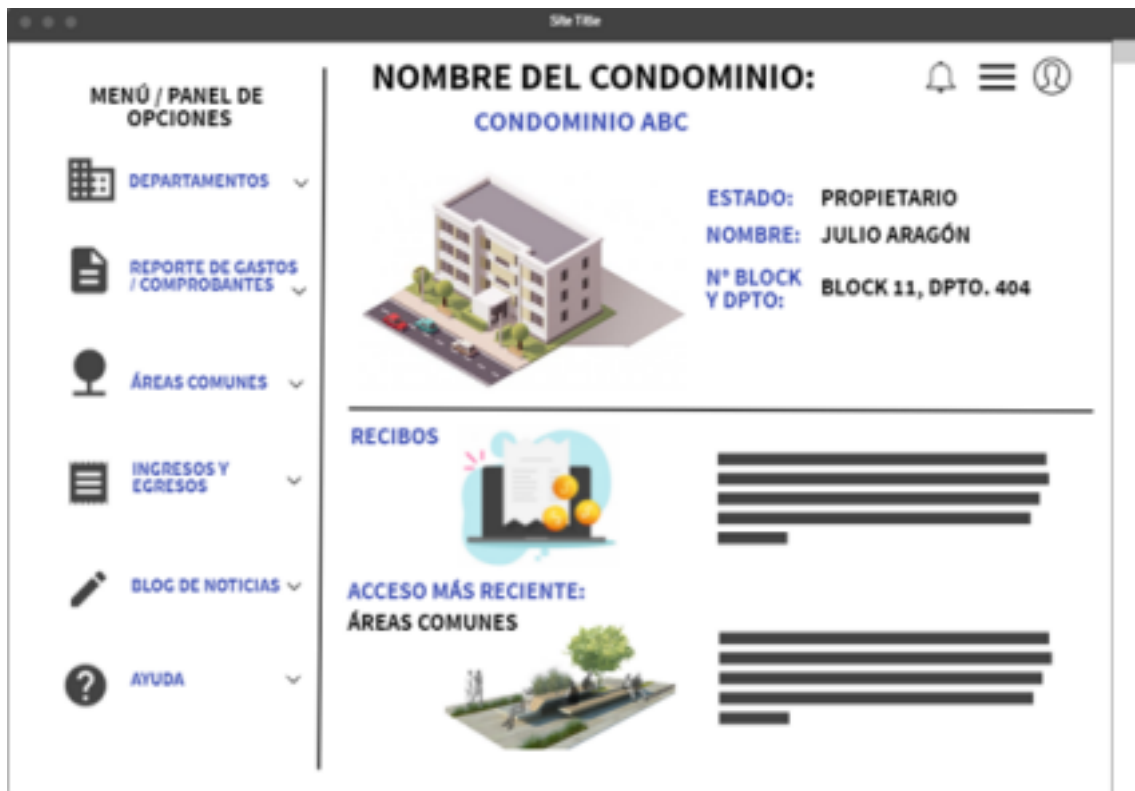 Site Title
MENÚ / PANEL DE
OPCIONES
DEPARTAMENTOS
REPORTE DE GASTOS
/ COMPROBANTES
ÁREAS COMUNES
INGRESOS Y
EGRESOS
BLOG DE NOTICIAS
AYUDA
NOMBRE DEL CONDOMINIO:
CONDOMINIO ABC
ESTADO: PROPIETARIO
NOMBRE: JULIO ARAGÓN
N° BLOCK
Y DPTO: BLOCK 11, DPTO. 404
RECIBOS
ACCESO MÁS RECIENTE:
ÁREAS COMUNES